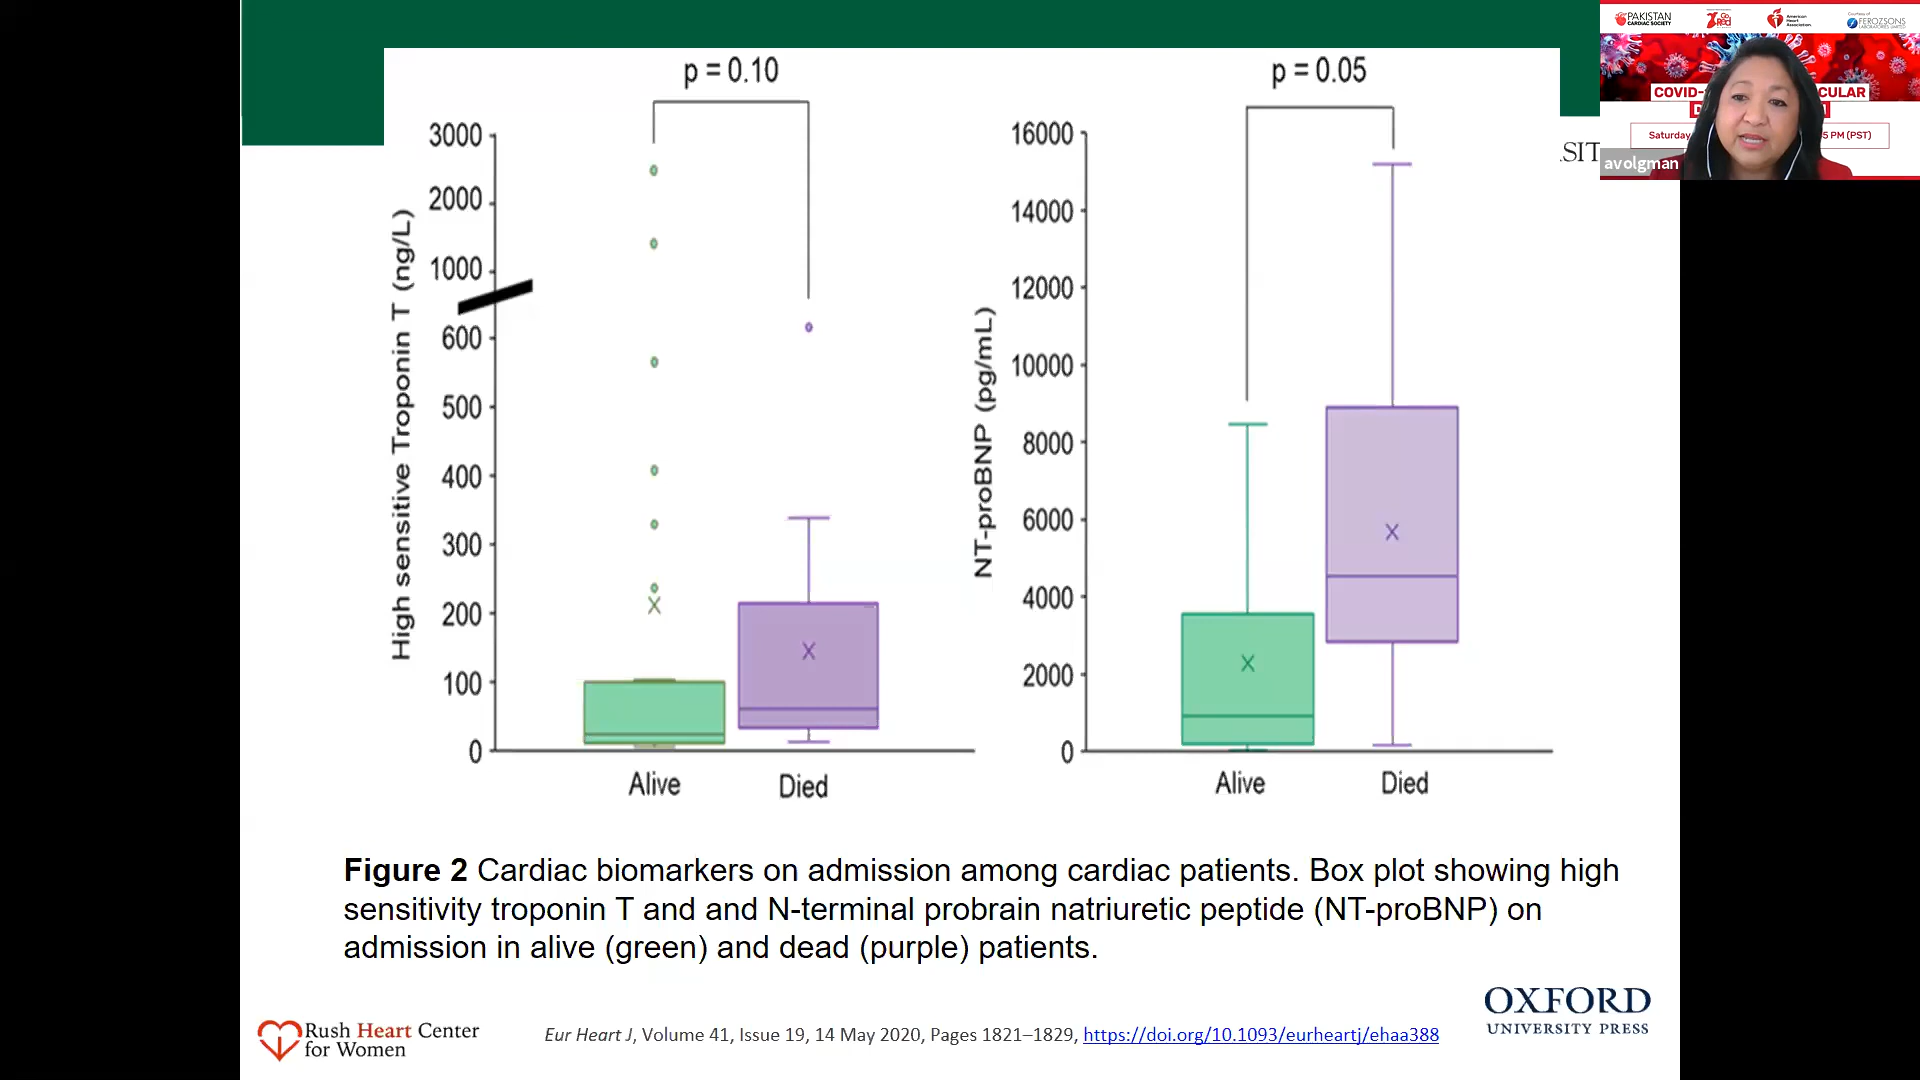 p = 0.10
3000
2000
1000
600
500
400
300
200
100
0
High sensitive Troponin T (ng/L)
Alive
Died
p = 0.05
16000
14000
12000
10000
8000
6000
4000
2000
0
NT-proBNP (pg/mL)
Alive
Died
Figure 2 Cardiac biomarkers on admission among cardiac patients. Box plot showing high
sensitivity troponin T and and N-terminal probrain natriuretic peptide (NT-proBNP) on
admission in alive (green) and dead (purple) patients.
Rush Heart Center
for Women
Eur Heart J, Volume 41, Issue 19, 14 May 2020, Pages 1821–1829, https://doi.org/10.1093/eurheartj/ehaa388
OXFORD
UNIVERSITY PRESS
SIT
PAKISTAN
CARDIAC SOCIETY
American
Heart
Association
Courtesy of
FEROZSONS
COVID-
CULAR
Saturday
5 PM (PST)
avolgman